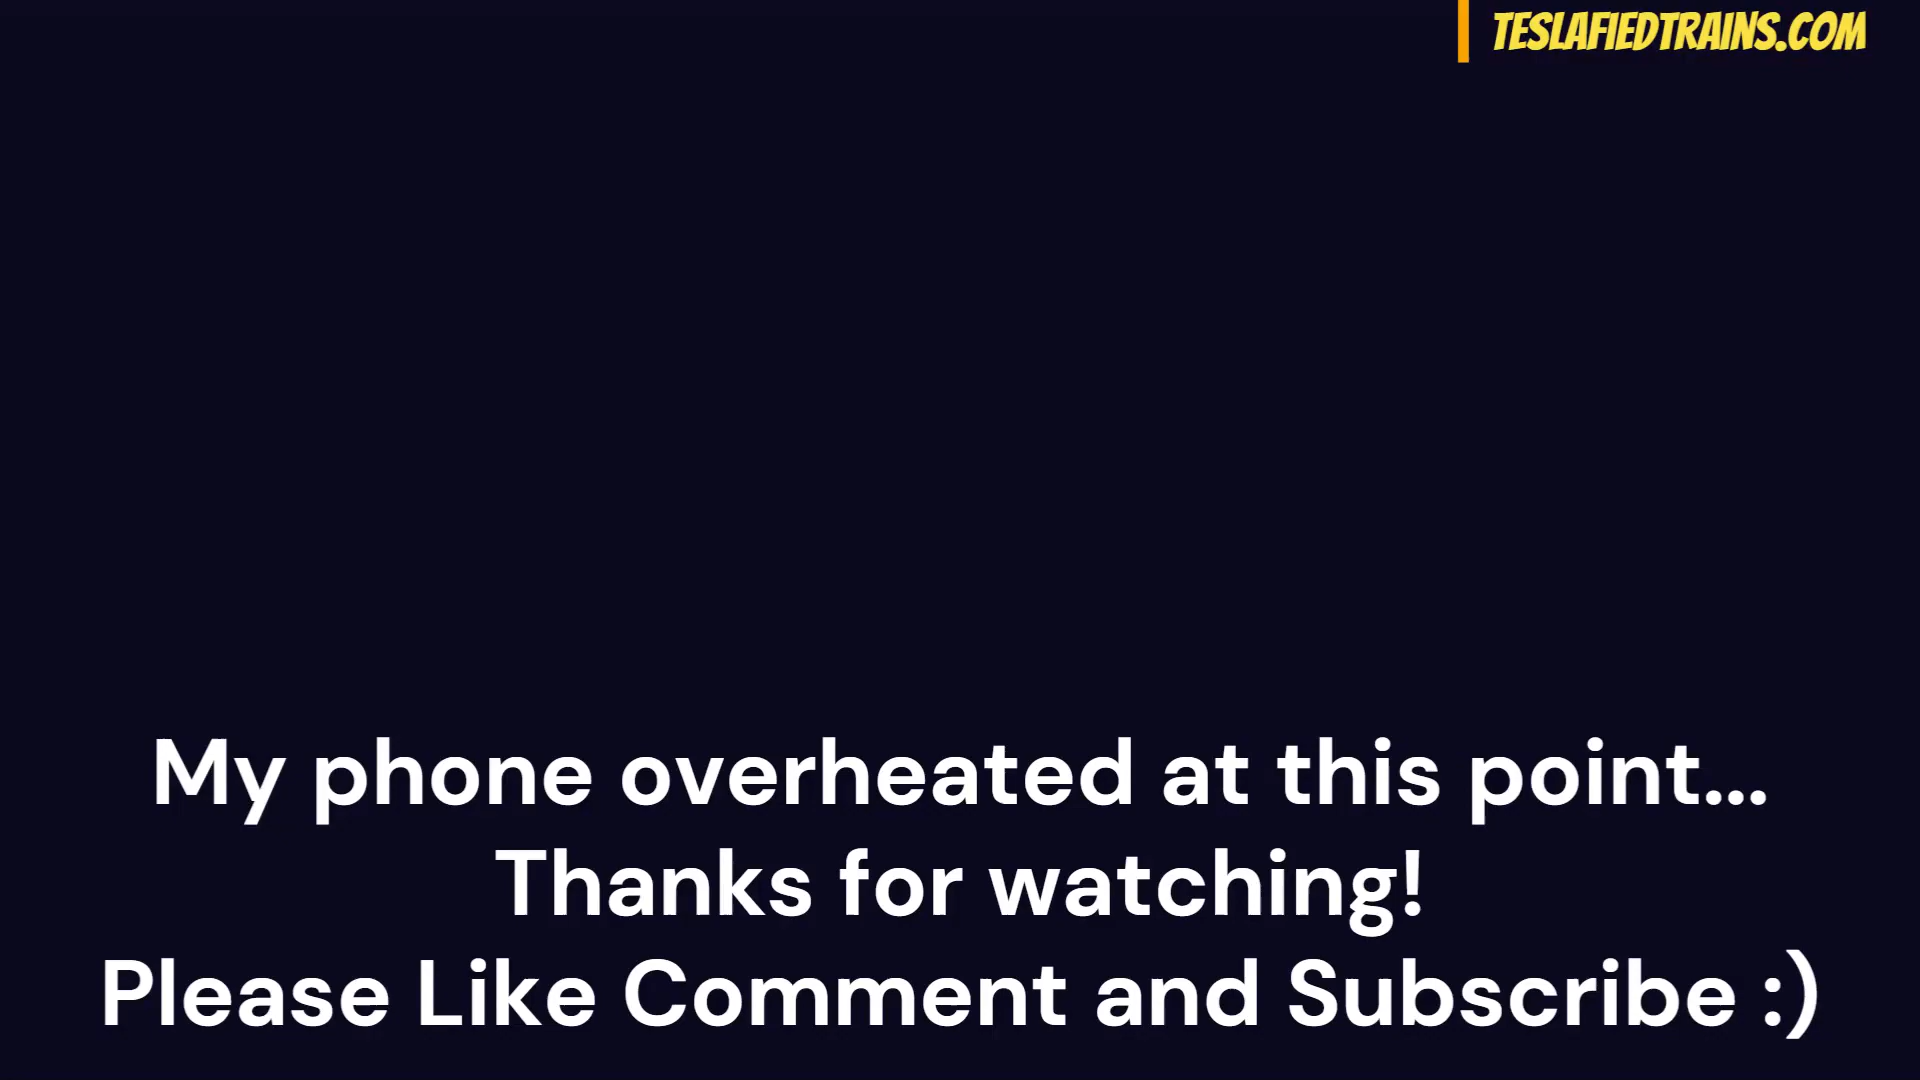 TESLAFIEDTRAINS.COM
My phone overheated at this point...
Thanks for watching!
Please Like Comment and Subscribe :)